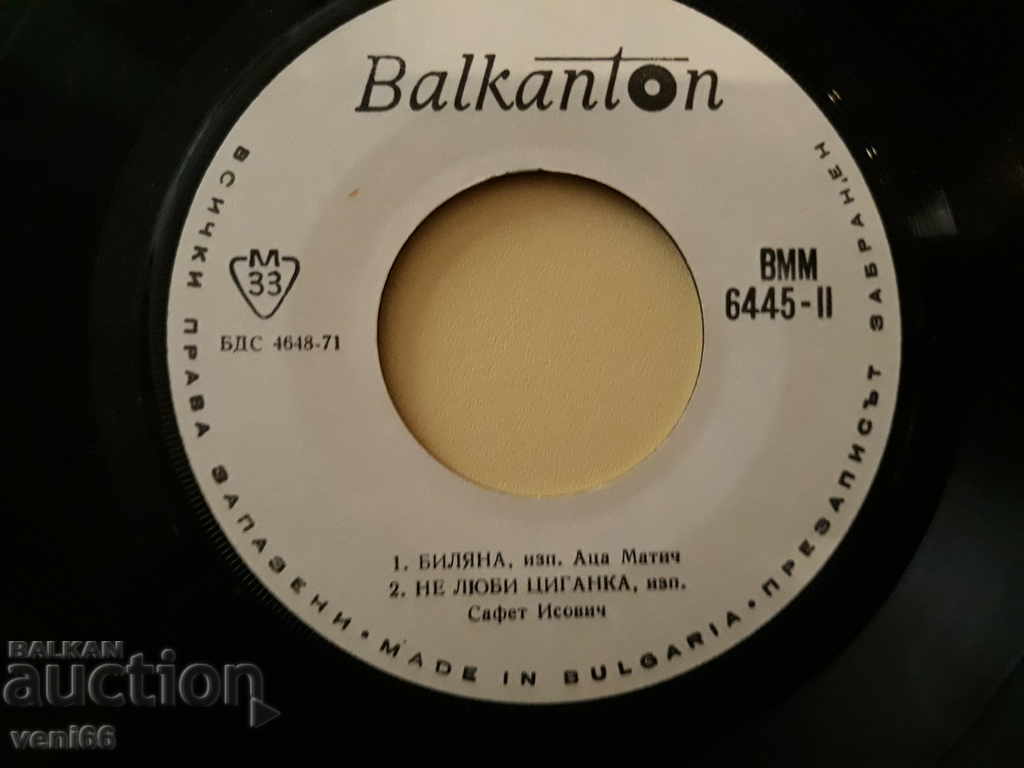 Balkanton
ВСИЧКИ ПРАВА ЗАПАЗЕНИ • MADE IN BULGARIA • ПРЕЗАПИСЪТ ЗАБРАНЕН
М
33
БДС 4648-71
ВММ
6445-II
1. БИЛЯНА, изп. Аца Матич
2. НЕ ЛЮБИ ЦИГАНКА, изп.
Сафет Исович
BALKAN
auction
veni66